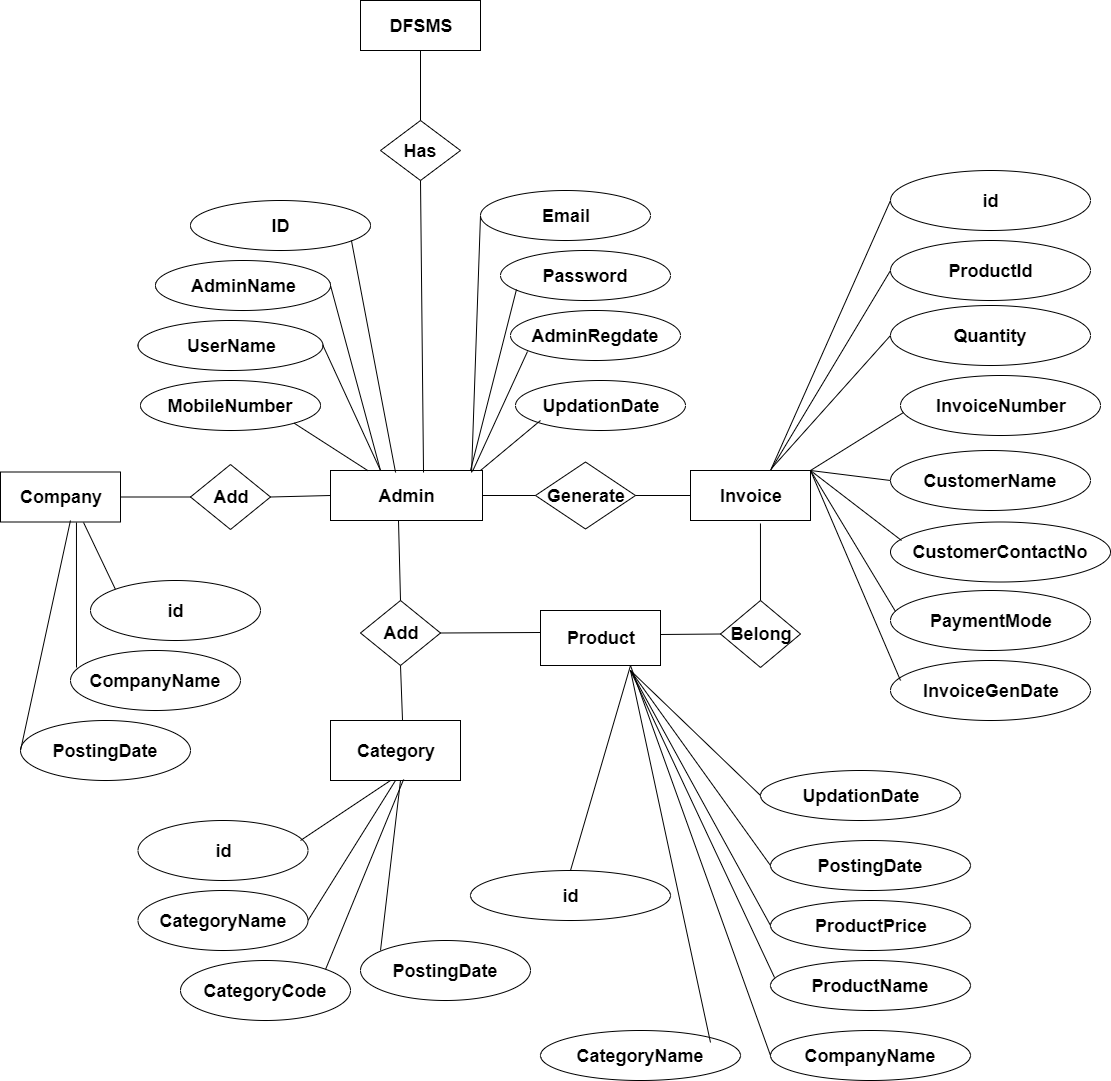 DFSMS
Has
ID
Email
id
AdminName
Password
ProductId
UserName
AdminRegdate
Quantity
MobileNumber
UpdationDate
InvoiceNumber
CustomerName
Company
Add
Admin
Generate
Invoice
CustomerContactNo
id
Add
Product
Belong
PaymentMode
CompanyName
InvoiceGenDate
PostingDate
Category
UpdationDate
id
PostingDate
id
CategoryName
ProductPrice
PostingDate
CategoryCode
ProductName
CategoryName
CompanyName